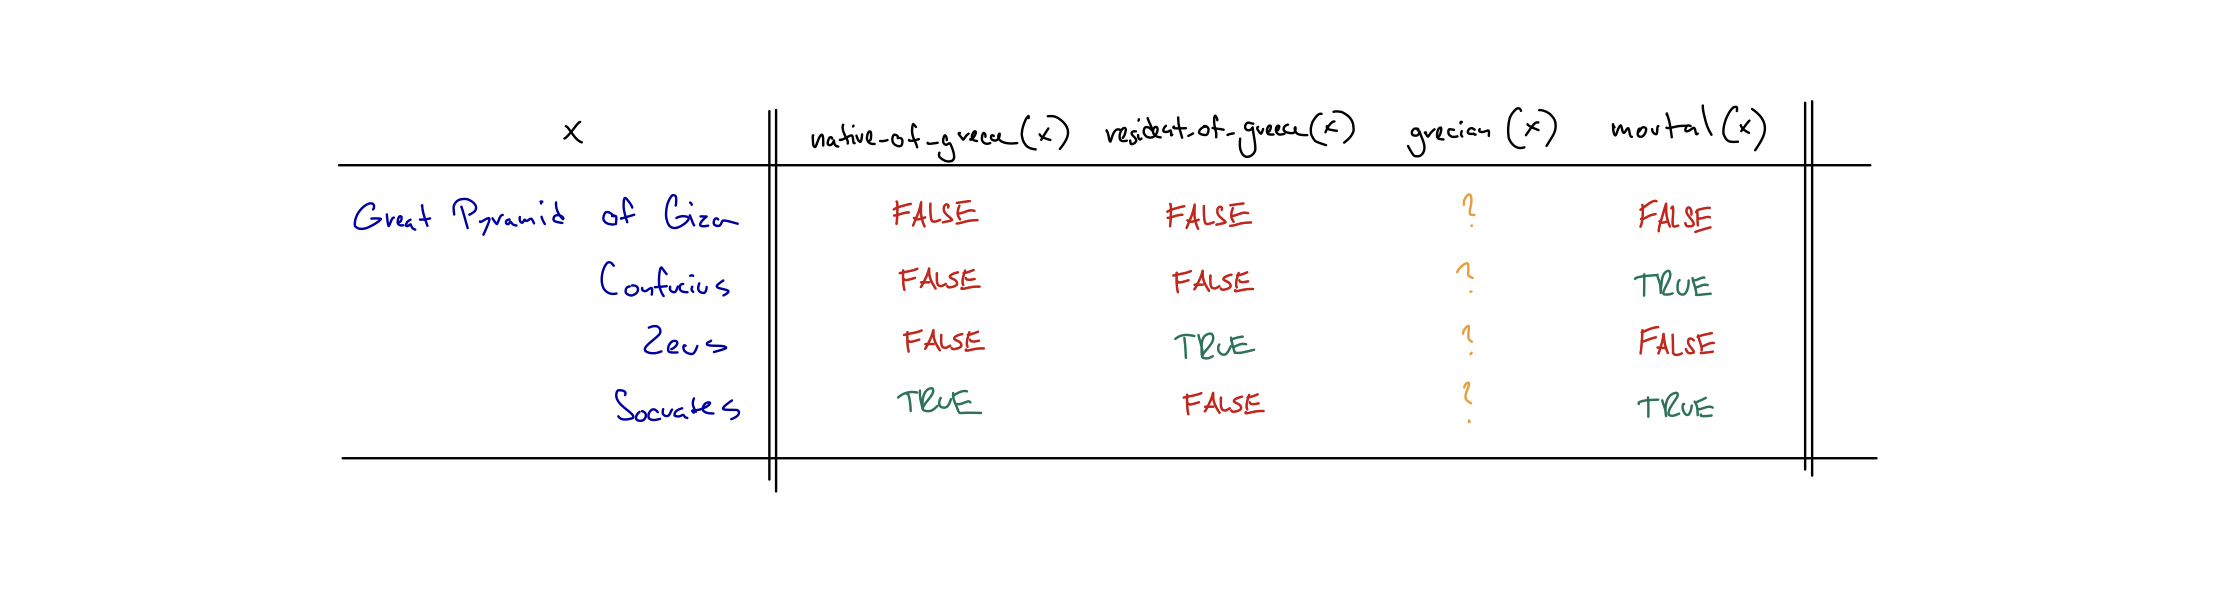 x native-of-greece(x) resident-of-greece(x) grecian(x) mortal(x)
Great Pyramid of Giza FALSE FALSE ? FALSE
Confucius FALSE FALSE ? TRUE
Zeus FALSE TRUE ? FALSE
Socrates TRUE FALSE ? TRUE